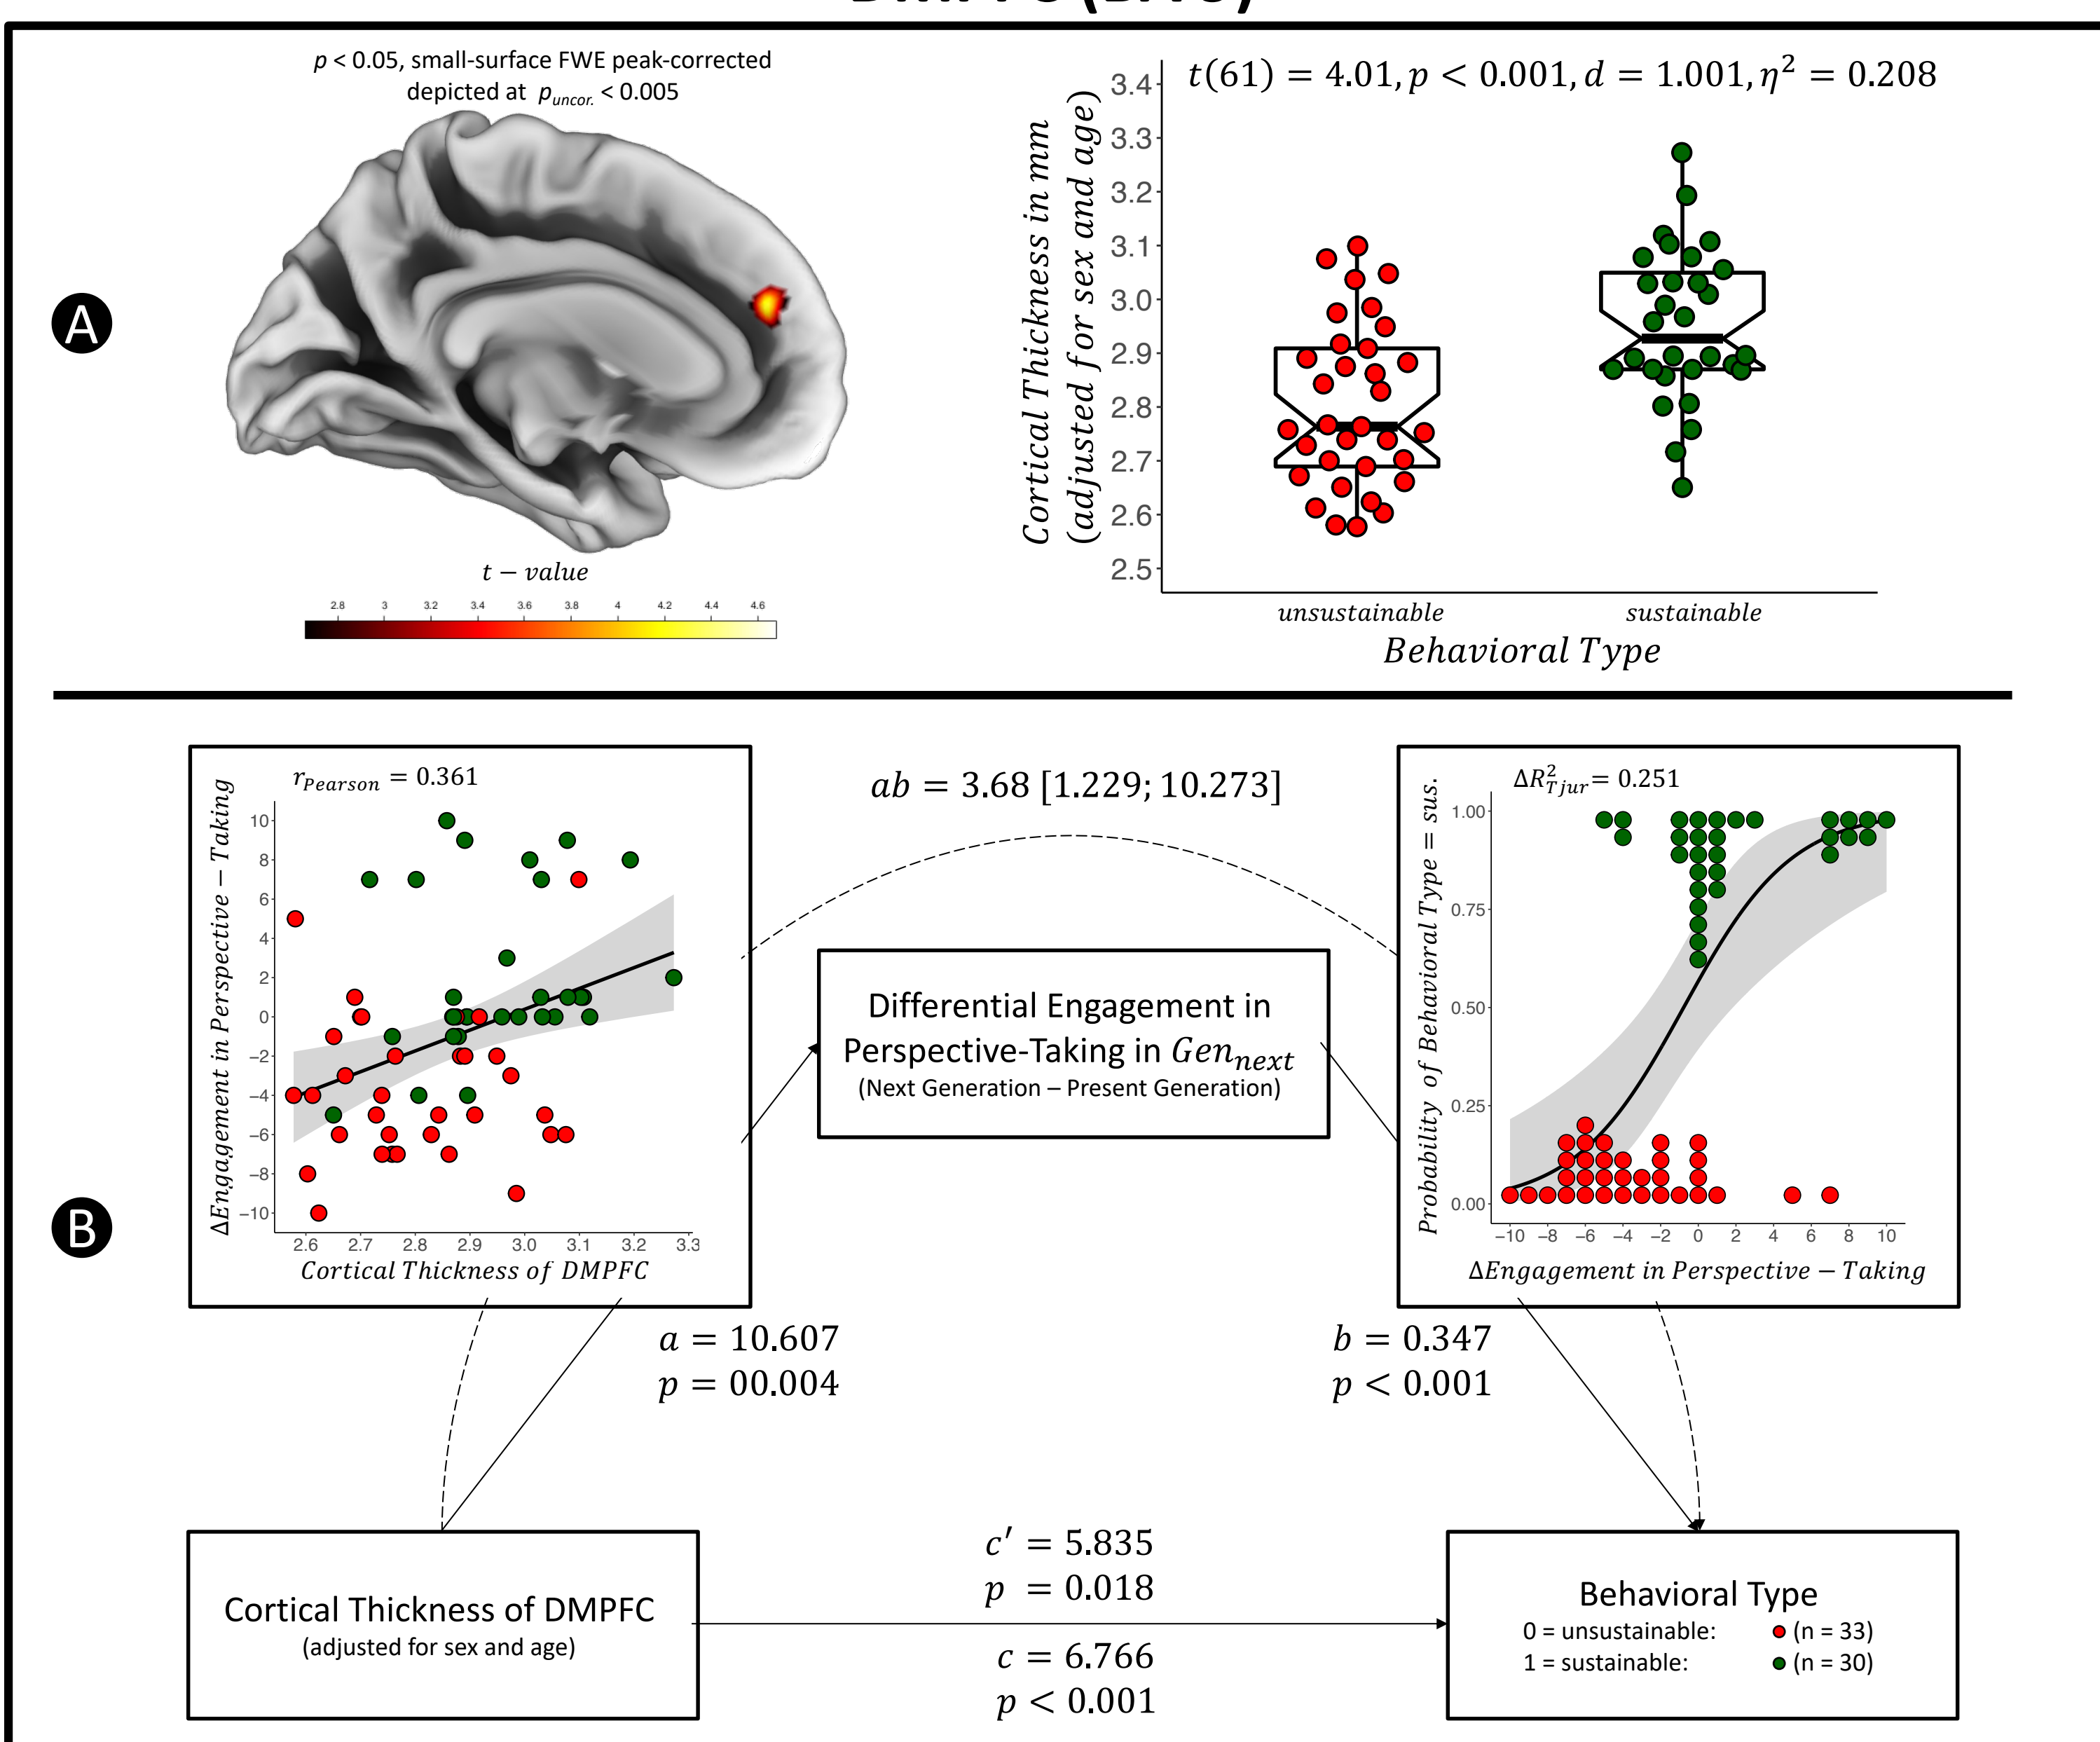 p < 0.05, small-surface FWE peak-corrected
depicted at p_uncor. < 0.005
A
t − value
2.8 3 3.2 3.4 3.6 3.8 4 4.2 4.4 4.6
t(61) = 4.01, p < 0.001, d = 1.001, η² = 0.208
Cortical Thickness in mm
(adjusted for sex and age)
3.4
3.3
3.2
3.1
3.0
2.9
2.8
2.7
2.6
2.5
unsustainable sustainable
Behavioral Type
B
r_Pearson = 0.361
ΔEngagement in Perspective − Taking
10
8
6
4
2
0
−2
−4
−6
−8
−10
2.6 2.7 2.8 2.9 3.0 3.1 3.2 3.3
Cortical Thickness of DMPFC
ab = 3.68 [1.229; 10.273]
Differential Engagement in
Perspective-Taking in Gen_next
(Next Generation – Present Generation)
ΔR²_Tjur = 0.251
Probability of Behavioral Type = sus.
1.00
0.75
0.50
0.25
0.00
−10 −8 −6 −4 −2 0 2 4 6 8 10
ΔEngagement in Perspective − Taking
a = 10.607
p = 00.004
b = 0.347
p < 0.001
Cortical Thickness of DMPFC
(adjusted for sex and age)
c′ = 5.835
p = 0.018
c = 6.766
p < 0.001
Behavioral Type
0 = unsustainable: (n = 33)
1 = sustainable: (n = 30)